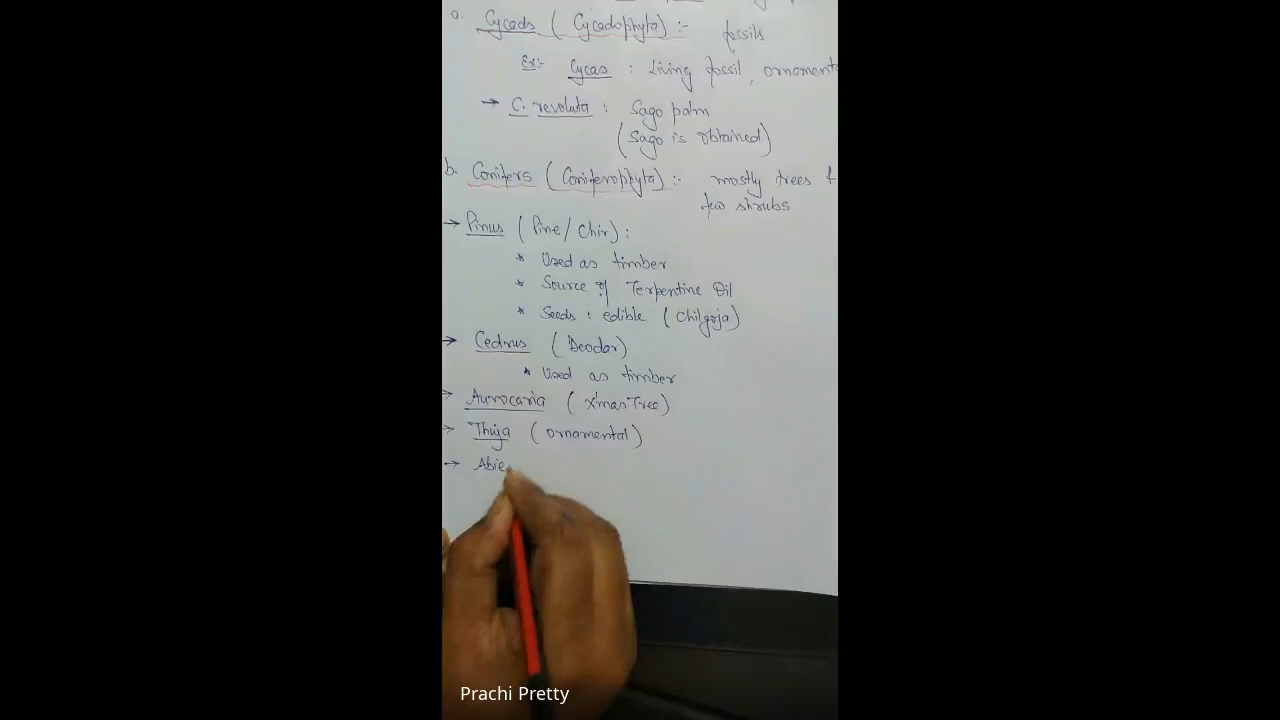 a. Cycads (Cycadophyta) :- fossils
Ex:- Cycas : Living fossil, ornament
→ C. revoluta : Sago palm
(Sago is obtained)
b. Conifers (Coniferophyta) :- mostly trees &
few shrubs
→ Pinus (Pine/Chir) :
* Used as timber
* Source of Terpentine Oil
* Seeds : edible (Chilgoja)
→ Cedrus (Deodar)
* Used as timber
→ Aurocaria (X'mas Tree)
→ Thuja (ornamental)
→ Abie
Prachi Pretty